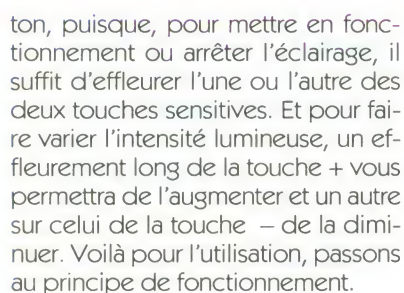 ton, puisque, pour mettre en fonc-
tionnement ou arrêter l'éclairage, il
suffit d'effleurer l'une ou l'autre des
deux touches sensitives. Et pour fai-
re varier l'intensité lumineuse, un ef-
fleurement long de la touche + vous
permettra de l'augmenter et un autre
sur celui de la touche – de la dimi-
nuer. Voilà pour l'utilisation, passons
au principe de fonctionnement.